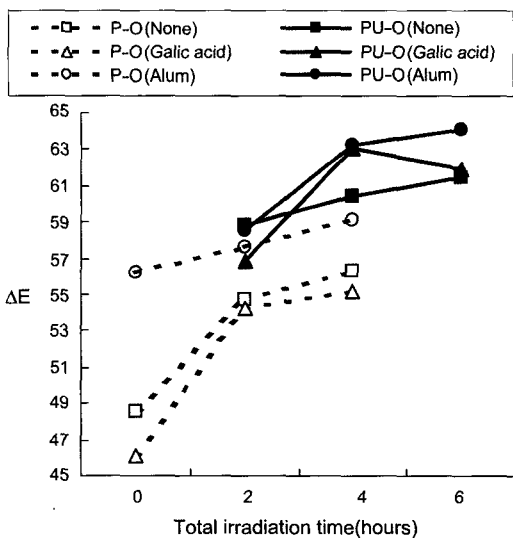 P-O(None) PU-O(None)
P-O(Galic acid) PU-O(Galic acid)
P-O(Alum) PU-O(Alum)
65
63
61
59
57
ΔE
55
53
51
49
47
46
45
0 2 4 6
Total irradiation time(hours)